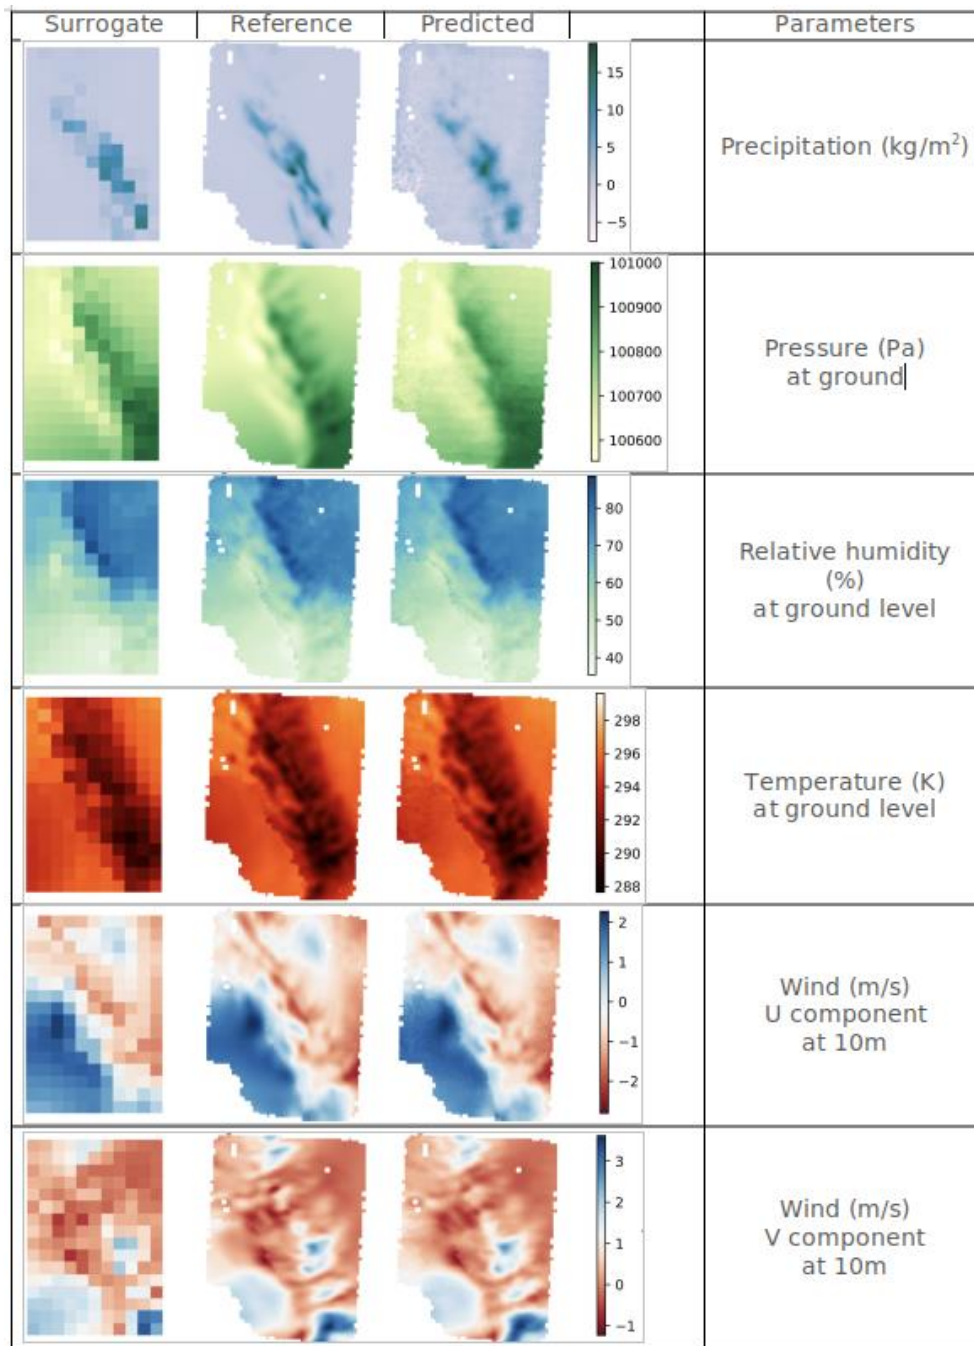 Surrogate Reference Predicted Parameters
15
10
5
0
−5
Precipitation (kg/m²)
101000
100900
100800
100700
100600
Pressure (Pa)
at ground
80
70
60
50
40
Relative humidity
(%)
at ground level
298
296
294
292
290
288
Temperature (K)
at ground level
2
1
0
−1
−2
Wind (m/s)
U component
at 10m
3
2
1
0
−1
Wind (m/s)
V component
at 10m